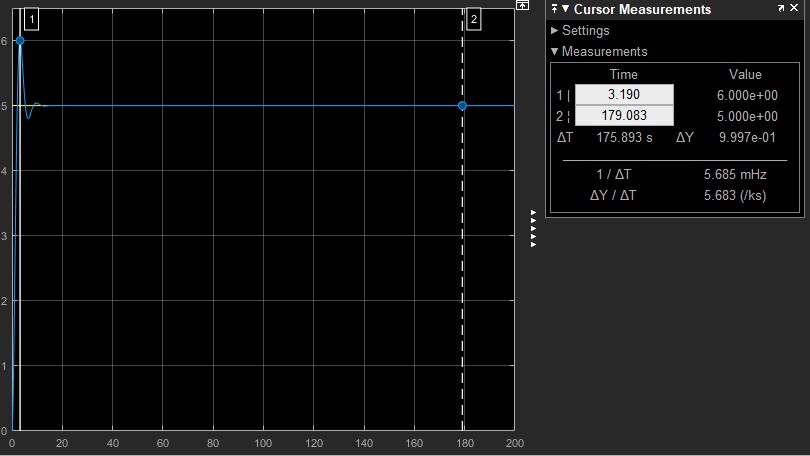 1
2
6
5
4
3
2
1
0
0 20 40 60 80 100 120 140 160 180 200
Cursor Measurements
Settings
Measurements
Time Value
1 | 3.190 6.000e+00
2 ¦ 179.083 5.000e+00
ΔT 175.893 s ΔY 9.997e-01
1 / ΔT 5.685 mHz
ΔY / ΔT 5.683 (/ks)